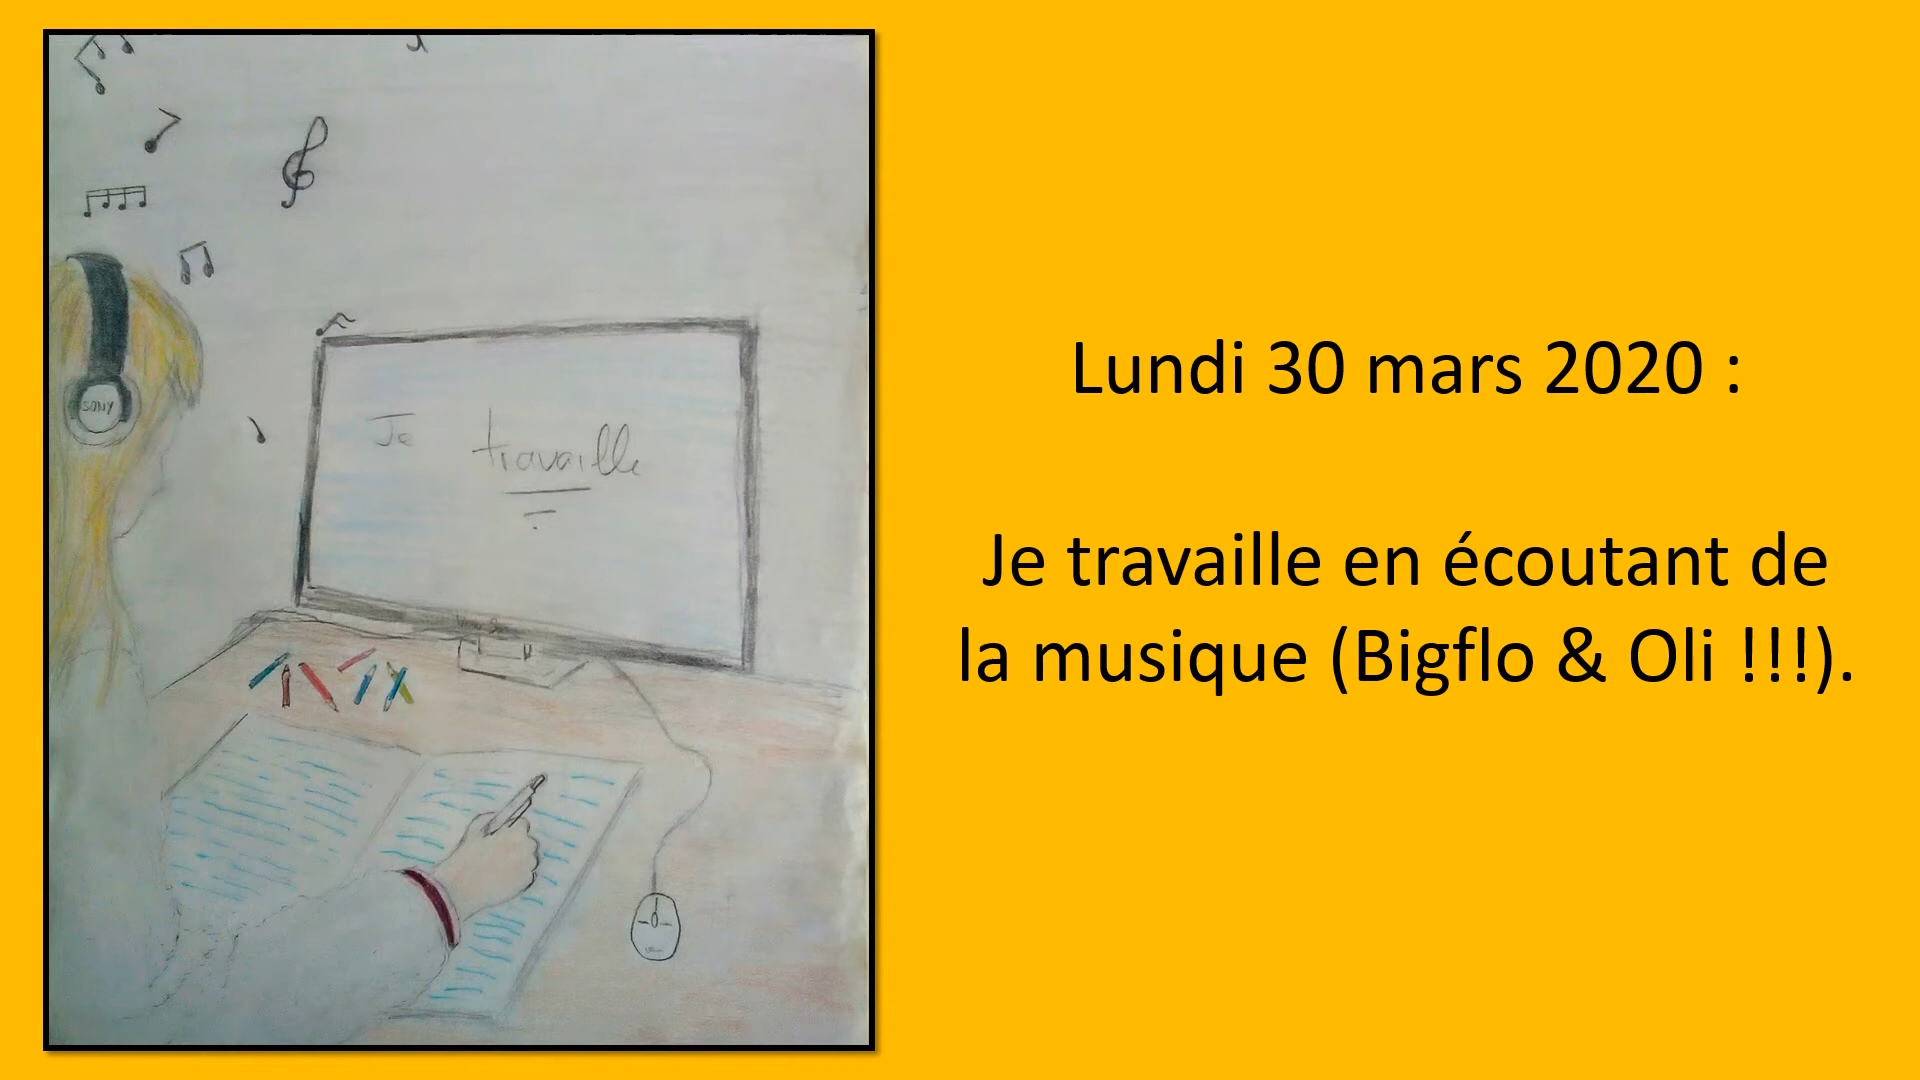 SONY
Je travaille
Lundi 30 mars 2020 :
Je travaille en écoutant de
la musique (Bigflo & Oli !!!).